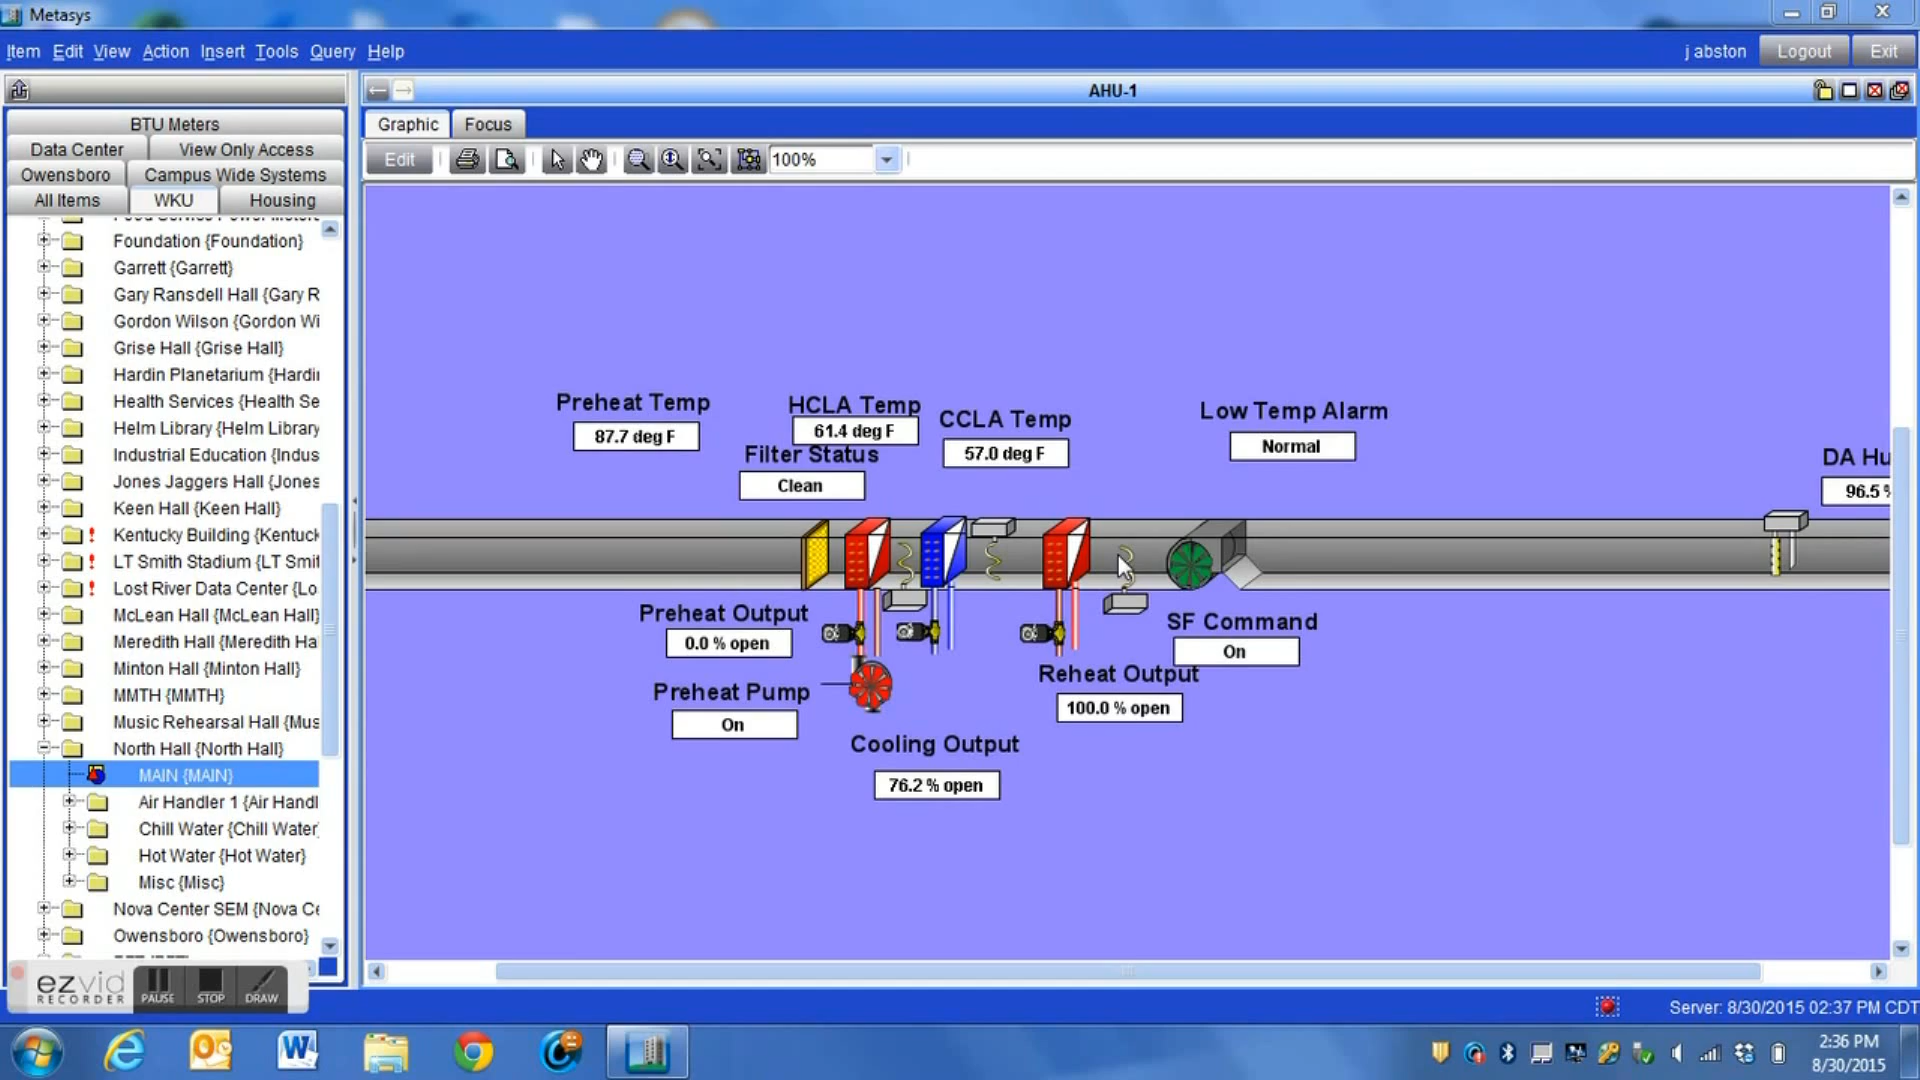 Metasys
Item Edit View Action Insert Tools Query Help
j abston Logout Exit
AHU-1
BTU Meters
Data Center View Only Access
Owensboro Campus Wide Systems
All Items WKU Housing
Graphic Focus
Edit 100%
Foundation {Foundation}
Garrett {Garrett}
Gary Ransdell Hall {Gary R
Gordon Wilson {Gordon Wi
Grise Hall {Grise Hall}
Hardin Planetarium {Hardi
Health Services {Health Se
Helm Library {Helm Library
Industrial Education {Indus
Jones Jaggers Hall {Jones
Keen Hall {Keen Hall}
! Kentucky Building {Kentuck
! LT Smith Stadium {LT Smit
! Lost River Data Center {Lo
McLean Hall {McLean Hall}
Meredith Hall {Meredith Ha
Minton Hall {Minton Hall}
MMTH {MMTH}
Music Rehearsal Hall {Mus
North Hall {North Hall}
MAIN {MAIN}
Air Handler 1 {Air Handl
Chill Water {Chill Water
Hot Water {Hot Water}
Misc {Misc}
Nova Center SEM {Nova Ce
Owensboro {Owensboro}
Preheat Temp
87.7 deg F
HCLA Temp
61.4 deg F
Filter Status
Clean
CCLA Temp
57.0 deg F
Low Temp Alarm
Normal
DA Hu
96.5 %
Preheat Output
0.0 % open
Preheat Pump
On
Cooling Output
76.2 % open
SF Command
On
Reheat Output
100.0 % open
ezvid
RECORDER
PAUSE STOP DRAW
Server: 8/30/2015 02:37 PM CDT
2:36 PM
8/30/2015